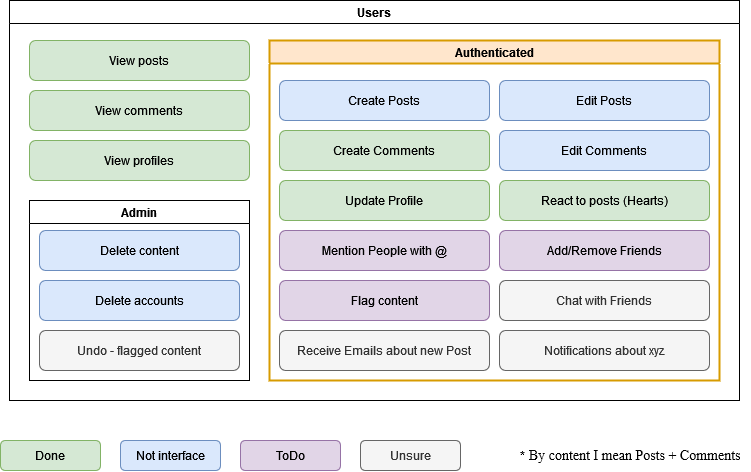 Users
View posts
View comments
View profiles
Admin
Delete content
Delete accounts
Undo - flagged content
Authenticated
Create Posts
Edit Posts
Create Comments
Edit Comments
Update Profile
React to posts (Hearts)
Mention People with @
Add/Remove Friends
Flag content
Chat with Friends
Receive Emails about new Post
Notifications about xyz
Done
Not interface
ToDo
Unsure
* By content I mean Posts + Comments